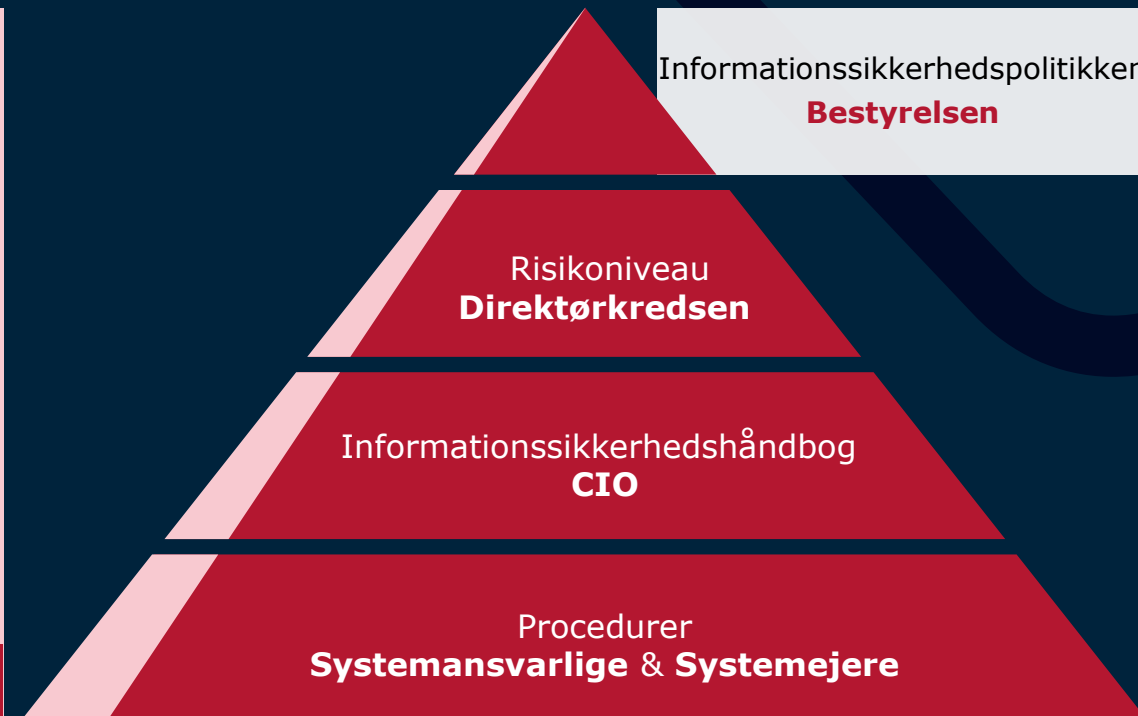 Informationssikkerhedspolitikken
Bestyrelsen
Risikoniveau
Direktørkredsen
Informationssikkerhedshåndbog
CIO
Procedurer
Systemansvarlige & Systemejere